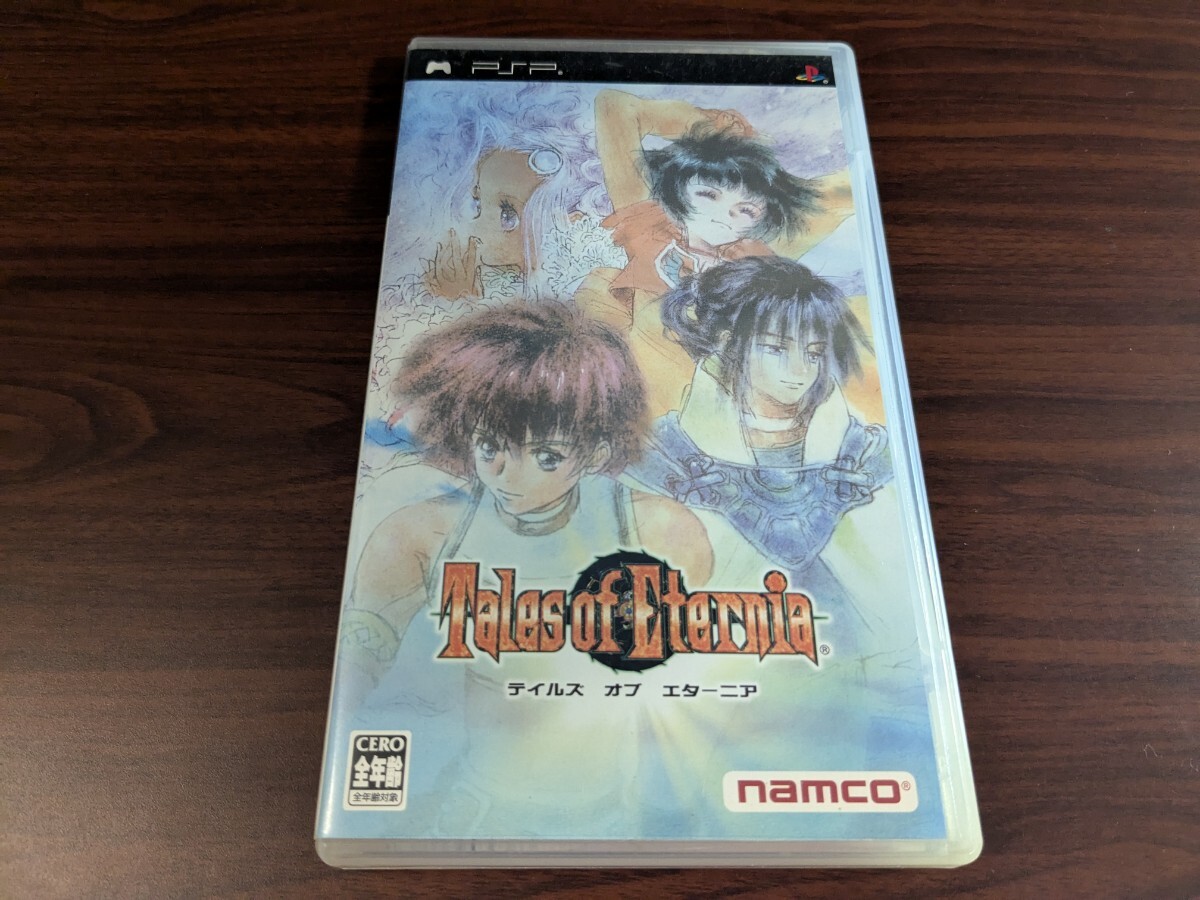 PSP
Tales of Eternia®
テイルズ オブ エターニア
CERO
全年齢
全年齢対象
namco®